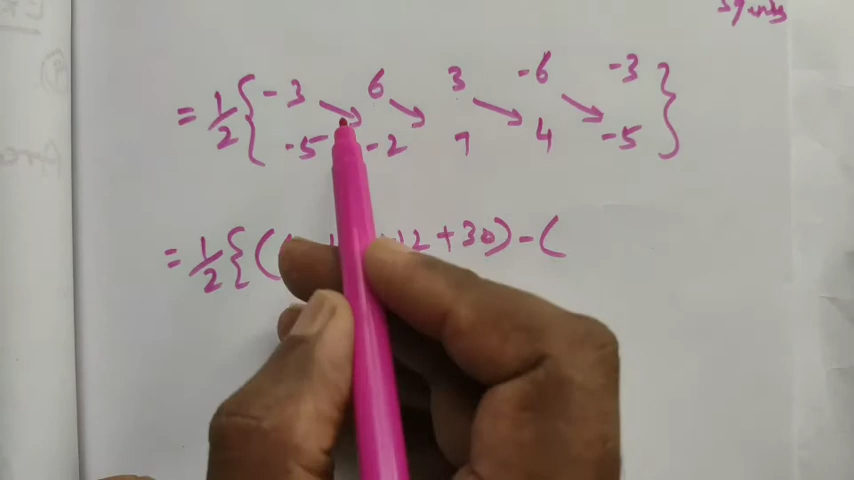 = 1/2 { -3 6 3 -6 -3 }
-5 -2 7 4 -5
= 1/2 { ( 12 + 30 ) - (